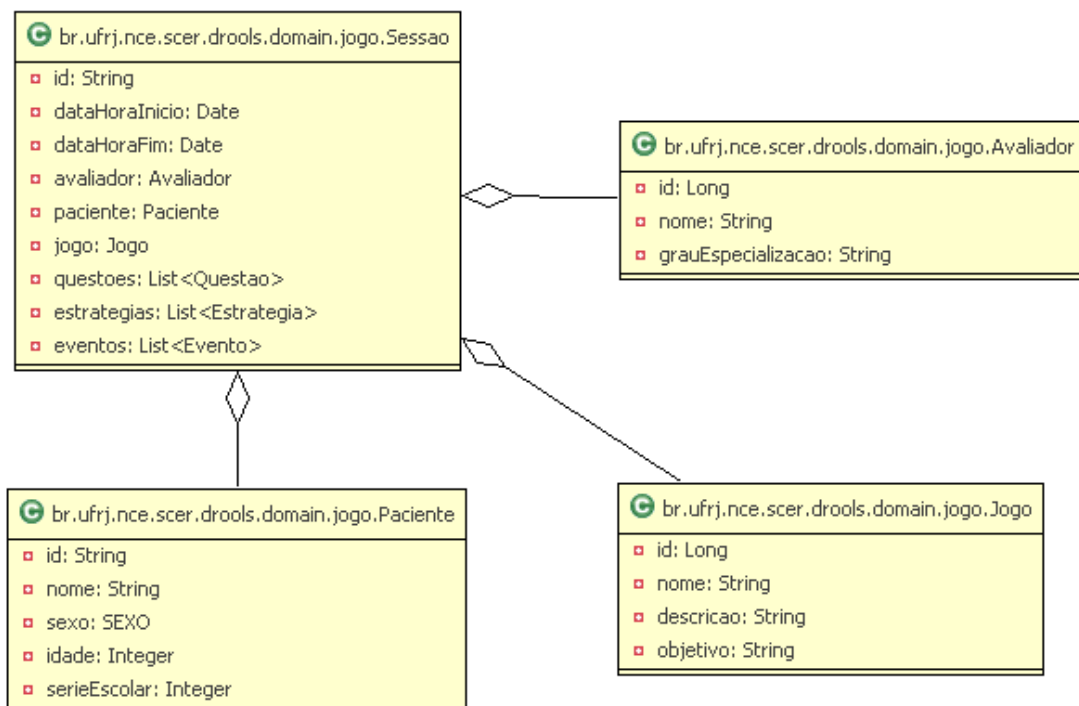 br.ufrj.nce.scer.drools.domain.jogo.Sessao
id: String
dataHoraInicio: Date
dataHoraFim: Date
avaliador: Avaliador
paciente: Paciente
jogo: Jogo
questoes: List<Questao>
estrategias: List<Estrategia>
eventos: List<Evento>
br.ufrj.nce.scer.drools.domain.jogo.Avaliador
id: Long
nome: String
grauEspecializacao: String
br.ufrj.nce.scer.drools.domain.jogo.Paciente
id: String
nome: String
sexo: SEXO
idade: Integer
serieEscolar: Integer
br.ufrj.nce.scer.drools.domain.jogo.Jogo
id: Long
nome: String
descricao: String
objetivo: String